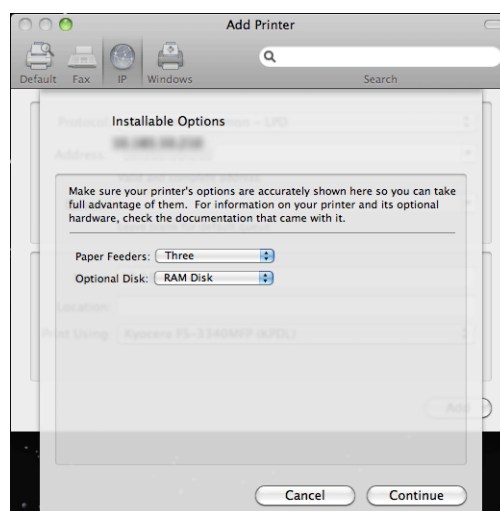 Add Printer
Default Fax IP Windows Search
Protocol: – LPD
Installable Options
Address:
Make sure your printer's options are accurately shown here so you can take
full advantage of them. For information on your printer and its optional
hardware, check the documentation that came with it.
Paper Feeders: Three
Optional Disk: RAM Disk
Location:
Print Using: Kyocera FS-3340MFP (KPDL)
Add
Cancel Continue